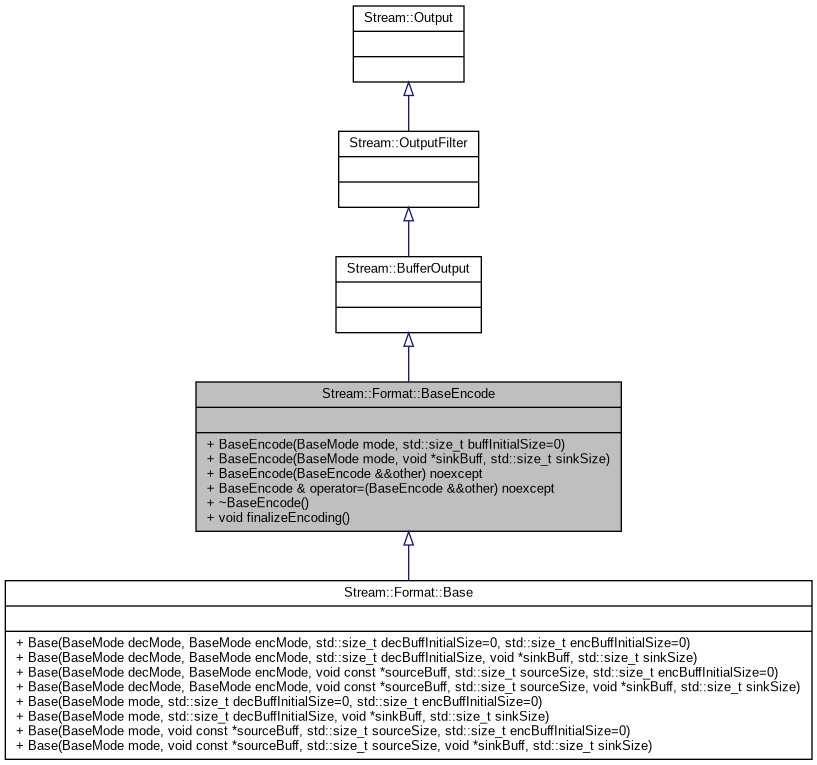 Stream::Output
Stream::OutputFilter
Stream::BufferOutput
Stream::Format::BaseEncode
+ BaseEncode(BaseMode mode, std::size_t buffInitialSize=0)
+ BaseEncode(BaseMode mode, void *sinkBuff, std::size_t sinkSize)
+ BaseEncode(BaseEncode &&other) noexcept
+ BaseEncode & operator=(BaseEncode &&other) noexcept
+ ~BaseEncode()
+ void finalizeEncoding()
Stream::Format::Base
+ Base(BaseMode decMode, BaseMode encMode, std::size_t decBuffInitialSize=0, std::size_t encBuffInitialSize=0)
+ Base(BaseMode decMode, BaseMode encMode, std::size_t decBuffInitialSize, void *sinkBuff, std::size_t sinkSize)
+ Base(BaseMode decMode, BaseMode encMode, void const *sourceBuff, std::size_t sourceSize, std::size_t encBuffInitialSize=0)
+ Base(BaseMode decMode, BaseMode encMode, void const *sourceBuff, std::size_t sourceSize, void *sinkBuff, std::size_t sinkSize)
+ Base(BaseMode mode, std::size_t decBuffInitialSize=0, std::size_t encBuffInitialSize=0)
+ Base(BaseMode mode, std::size_t decBuffInitialSize, void *sinkBuff, std::size_t sinkSize)
+ Base(BaseMode mode, void const *sourceBuff, std::size_t sourceSize, std::size_t encBuffInitialSize=0)
+ Base(BaseMode mode, void const *sourceBuff, std::size_t sourceSize, void *sinkBuff, std::size_t sinkSize)